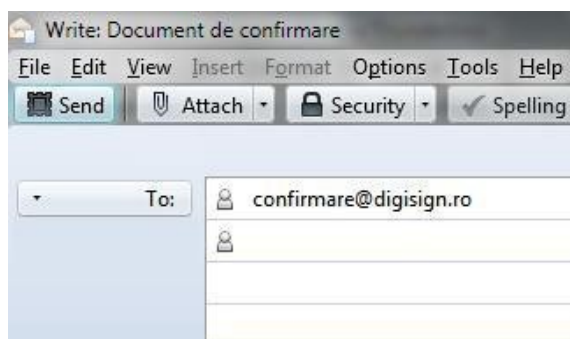 Write: Document de confirmare
File Edit View Insert Format Options Tools Help
Send Attach Security Spelling
To: confirmare@digisign.ro